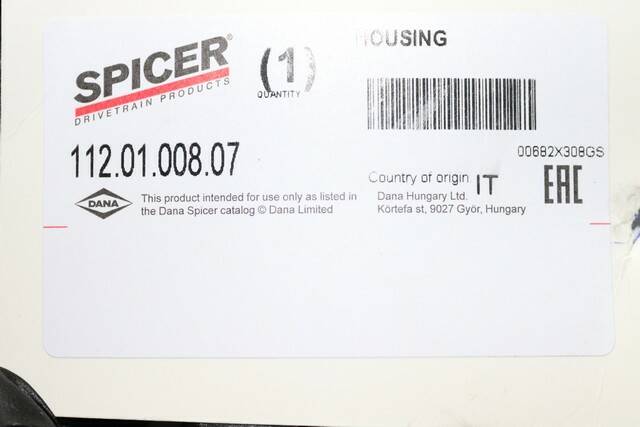 SPICER®
DRIVETRAIN PRODUCTS
(1)
QUANTITY
HOUSING
112.01.008.07
00682X308GS
Country of origin IT
EAC
DANA
This product intended for use only as listed in
the Dana Spicer catalog © Dana Limited
Dana Hungary Ltd.
Körtefa st, 9027 Györ, Hungary